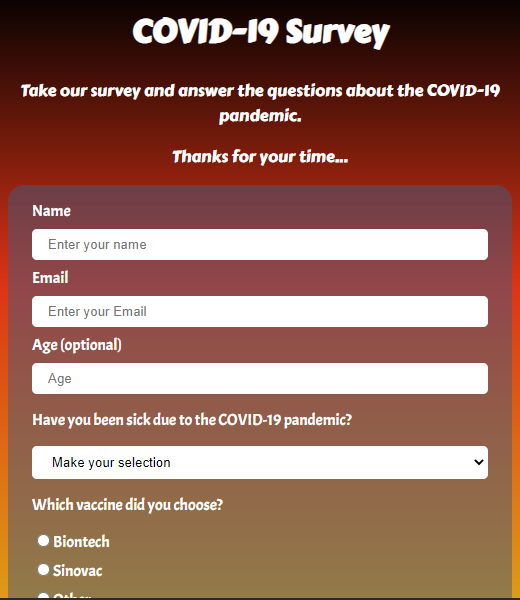 COVID-19 Survey
Take our survey and answer the questions about the COVID-19
pandemic.
Thanks for your time...
Name
Enter your name
Email
Enter your Email
Age (optional)
Age
Have you been sick due to the COVID-19 pandemic?
Make your selection
Which vaccine did you choose?
Biontech
Sinovac
Other